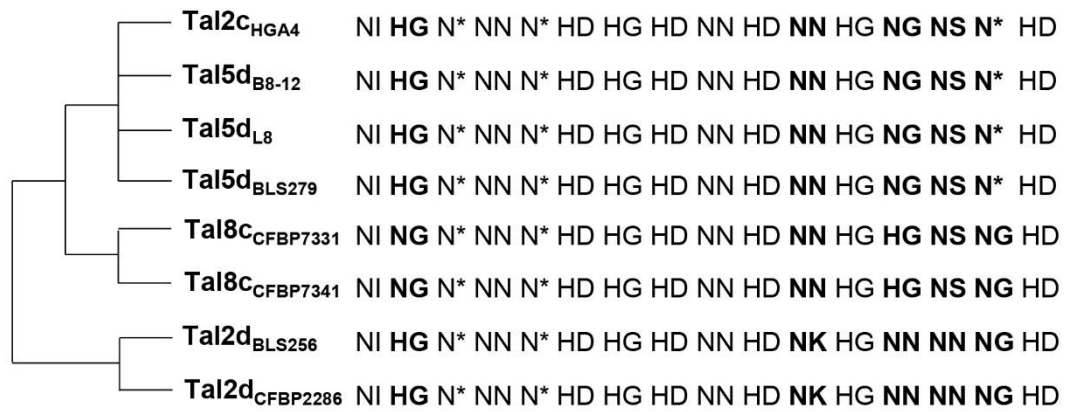 Tal2cHGA4 NI HG N* NN N* HD HG HD NN HD NN HG NG NS N* HD
Tal5dB8-12 NI HG N* NN N* HD HG HD NN HD NN HG NG NS N* HD
Tal5dL8 NI HG N* NN N* HD HG HD NN HD NN HG NG NS N* HD
Tal5dBLS279 NI HG N* NN N* HD HG HD NN HD NN HG NG NS N* HD
Tal8cCFBP7331 NI NG N* NN N* HD HG HD NN HD NN HG HG NS NG HD
Tal8cCFBP7341 NI NG N* NN N* HD HG HD NN HD NN HG HG NS NG HD
Tal2dBLS256 NI HG N* NN N* HD HG HD NN HD NK HG NN NN NG HD
Tal2dCFBP2286 NI HG N* NN N* HD HG HD NN HD NK HG NN NN NG HD